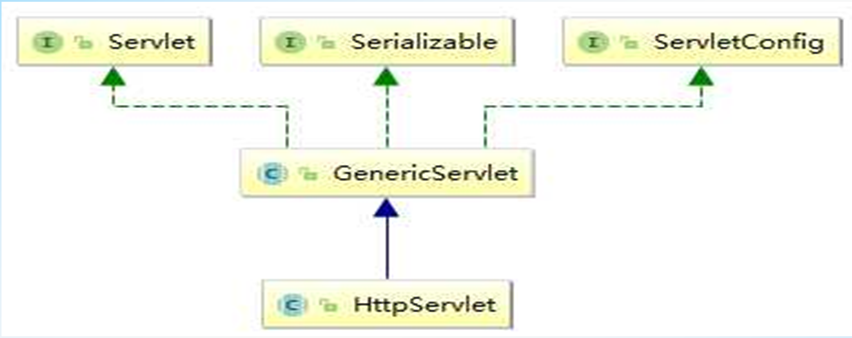 I Servlet
I Serializable
I ServletConfig
C GenericServlet
C HttpServlet